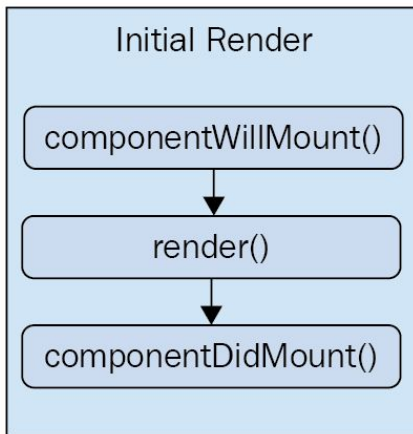 Initial Render
componentWillMount()
render()
componentDidMount()